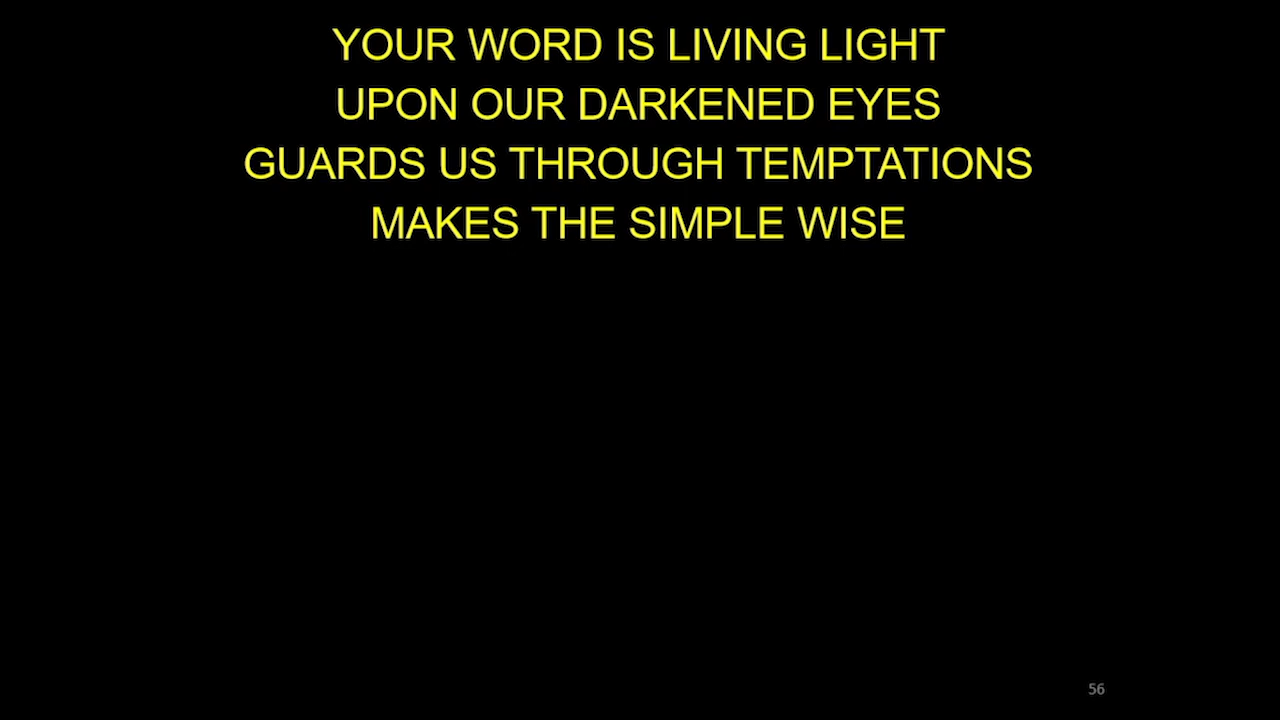 YOUR WORD IS LIVING LIGHT
UPON OUR DARKENED EYES
GUARDS US THROUGH TEMPTATIONS
MAKES THE SIMPLE WISE
56